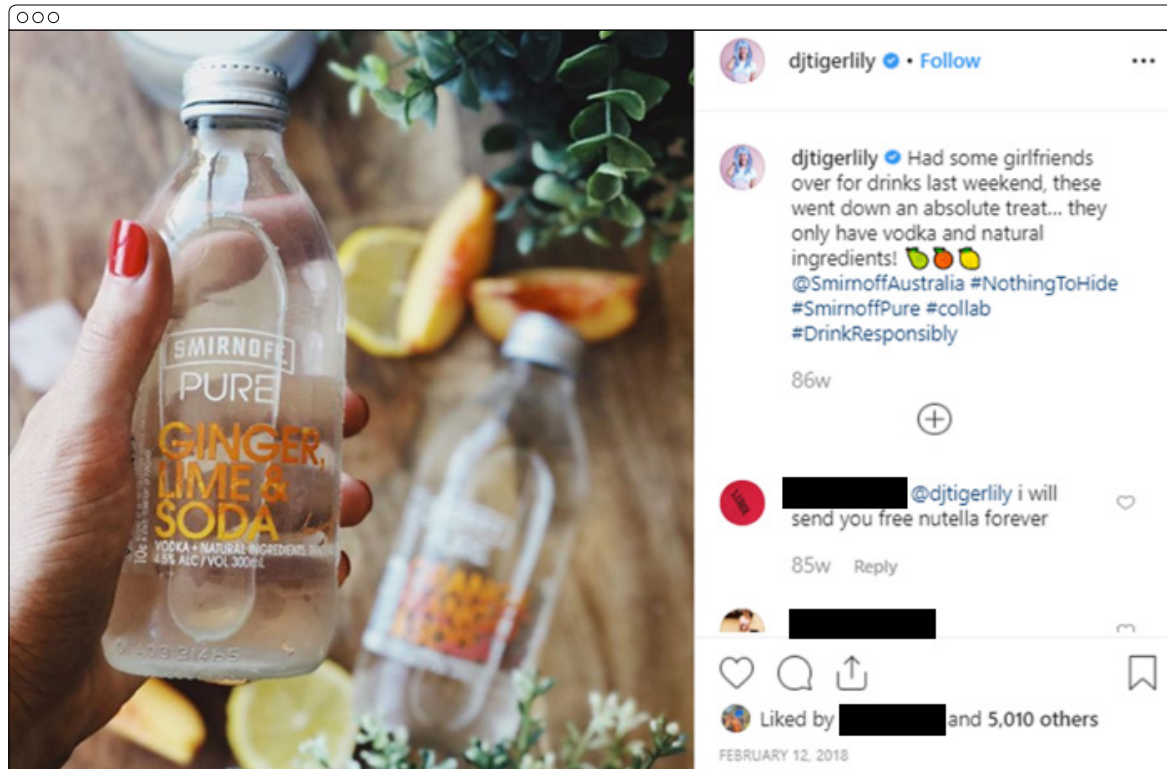 SMIRNOFF
PURE
GINGER,
LIME &
SODA
VODKA + NATURAL INGREDIENTS.
4.5% ALC / VOL 300mL
10c
djtigerlily • Follow
djtigerlily Had some girlfriends
over for drinks last weekend, these
went down an absolute treat... they
only have vodka and natural
ingredients! 🍐🍊🍋
@SmirnoffAustralia #NothingToHide
#SmirnoffPure #collab
#DrinkResponsibly
86w
@djtigerlily i will
send you free nutella forever
85w Reply
Liked by and 5,010 others
FEBRUARY 12, 2018